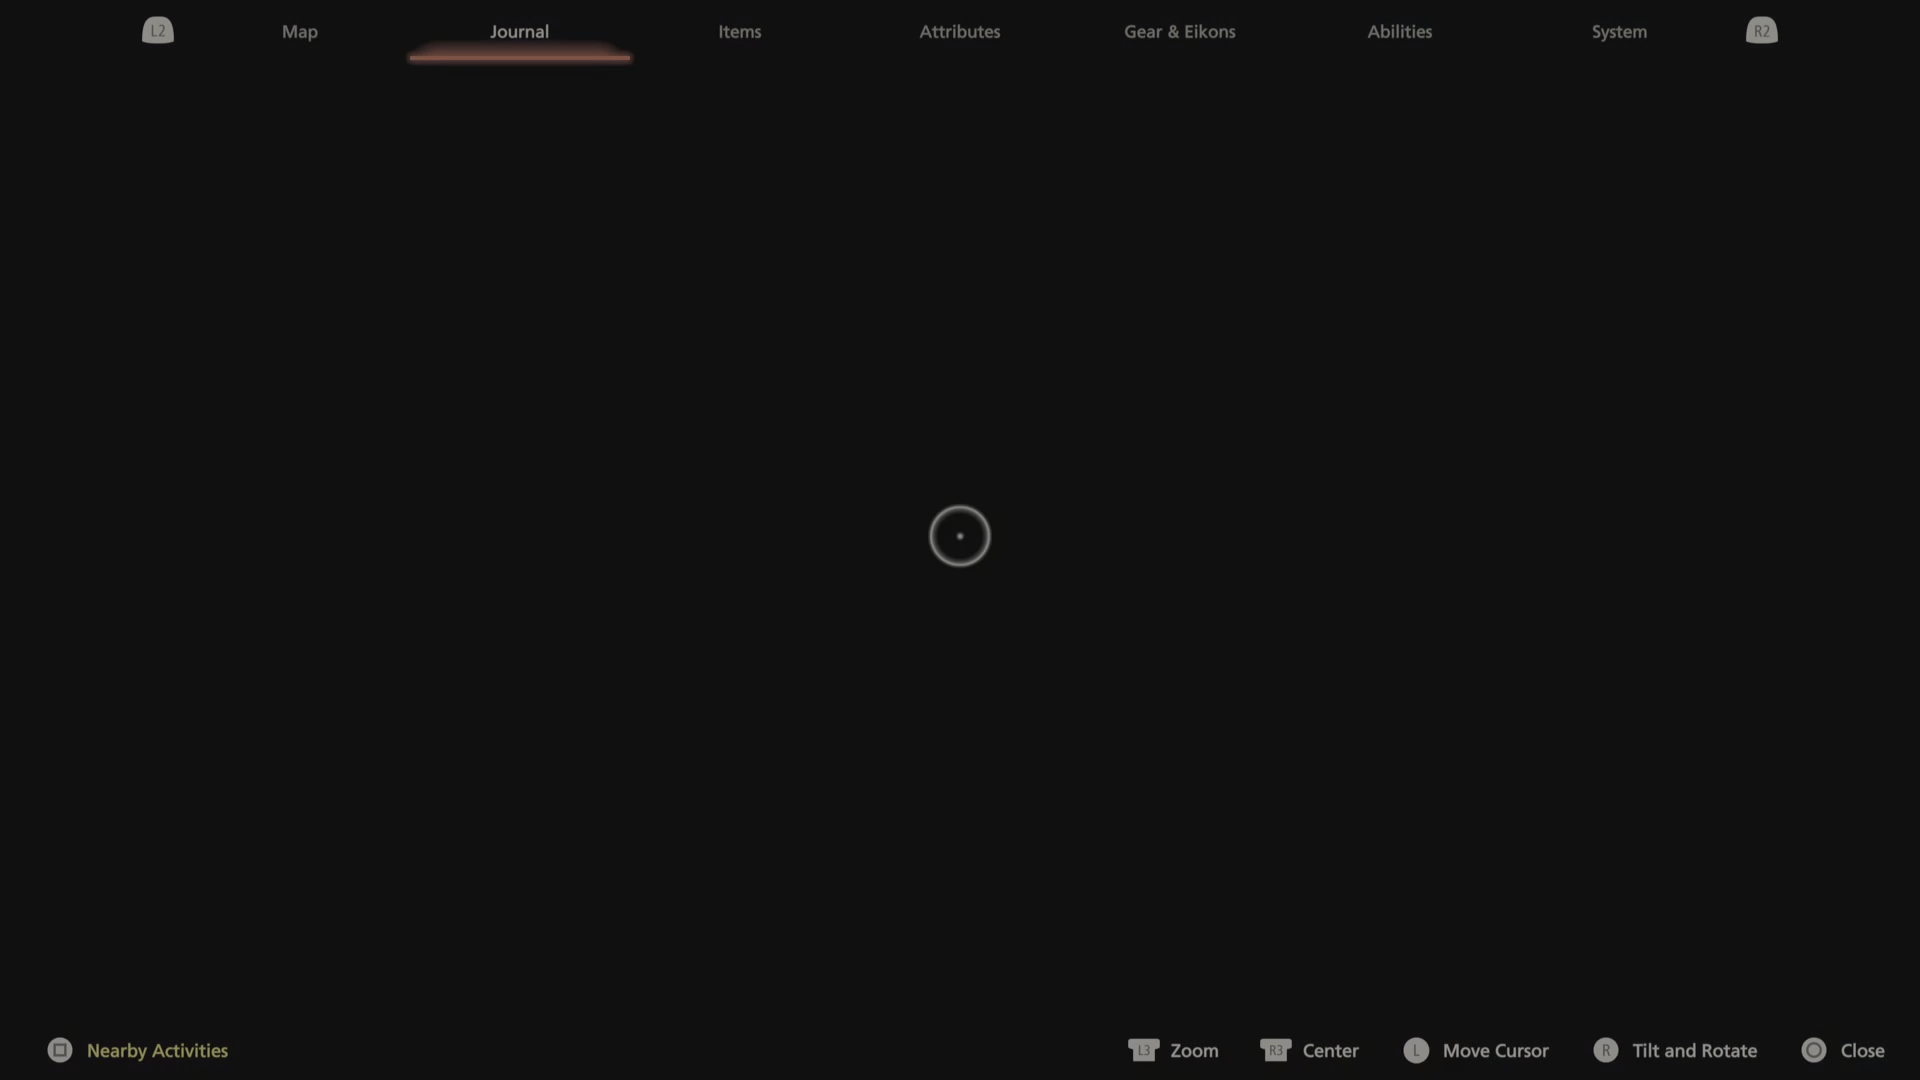 L2 Map Journal Items Attributes Gear & Eikons Abilities System R2
Nearby Activities L3 Zoom R3 Center L Move Cursor R Tilt and Rotate Close